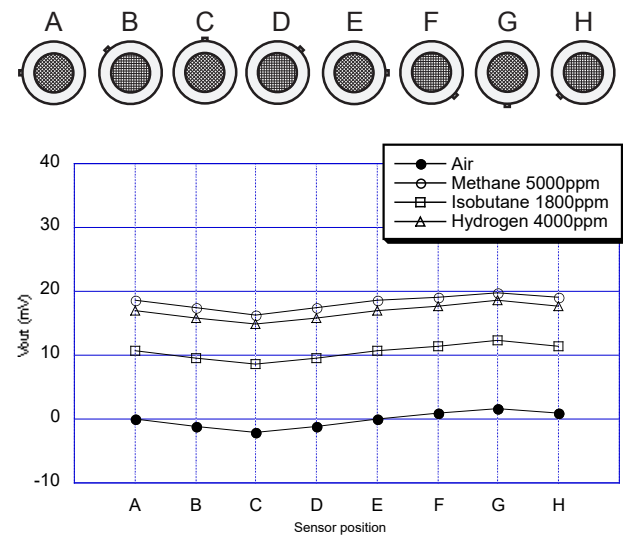 A B C D E F G H
Air
Methane 5000ppm
Isobutane 1800ppm
Hydrogen 4000ppm
40
30
20
10
0
-10
Vout (mV)
A B C D E F G H
Sensor position